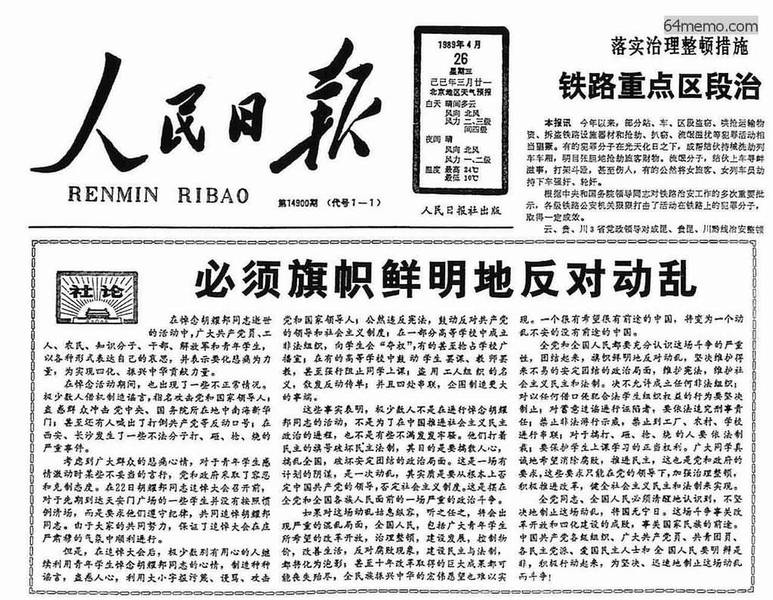 64memo.com
人民日报
RENMIN RIBAO
第14900期 (代号1—1)
1989年4月
26
星期三
己巳年三月廿一
北京地区天气预报
白天 晴间多云
风向 北风
风力 二、三级
间四级
夜间 晴
风向 北风
风力 一、二级
温度 最高 24℃
最低 10℃
人民日报社出版
落实治理整顿措施
铁路重点区段治
本报讯 今年以来，部分站、车、区段盗窃、哄抢运输物
资、拆盗铁路设施器材和抢劫、扒窃、流氓滋扰等犯罪活动相
当猖獗。有的犯罪分子在光天化日之下，成帮结伙持械拦劫列
车车厢，明目张胆地抢劫旅客财物。流氓分子，结伙上车寻衅
滋事，打架斗殴，甚至伤人，有的公然将女旅客、女列车员劫
持下车强奸、轮奸。
根据中央和国务院领导同志对铁路治安工作的多次重要批
示，各级铁路公安机关狠狠打击了活动在铁路上的犯罪分子，
取得一定成效。
云、贵、川3省党政领导对成昆、贵昆、川黔线治安整顿
社论
必须旗帜鲜明地反对动乱
在悼念胡耀邦同志逝世
的活动中，广大共产党员、工
人、农民、知识分子、干部、解放军和青年学生，
以各种形式表达自己的哀思，并表示要化悲痛为力
量，为实现四化、振兴中华贡献力量。
在悼念活动期间，也出现了一些不正常情况。
极少数人借机制造谣言，指名攻击党和国家领导人；
蛊惑群众冲击党中央、国务院所在地中南海新华
门；甚至还有人喊出了打倒共产党等反动口号；在
西安、长沙发生了一些不法分子打、砸、抢、烧的
严重事件。
考虑到广大群众的悲痛心情，对于青年学生感
情激动时某些不妥当的言行，党和政府采取了容忍
和克制态度。在22日胡耀邦同志追悼大会召开前，
对于先期到达天安门广场的一些学生并没有按照惯
例清场，而是要求他们遵守纪律，共同追悼胡耀邦
同志。由于大家的共同努力，保证了追悼大会在庄
严肃穆的气氛中顺利进行。
但是，在追悼大会后，极少数别有用心的人继
续利用青年学生悼念胡耀邦同志的心情，制造种种
谣言，蛊惑人心，利用大小字报污蔑、谩骂、攻击
党和国家领导人；公然违反宪法，鼓动反对共产党
的领导和社会主义制度；在一部分高等学校中成立
非法组织，向学生会“夺权”，有的甚至抢占学校广
播室；在有的高等学校中鼓动学生罢课、教师罢
教，甚至强行阻止同学上课；盗用工人组织的名
义，散发反动传单；并且四处串联，企图制造更大
的事端。
这些事实表明，极少数人不是在进行悼念胡耀
邦同志的活动，不是为了在中国推进社会主义民主
政治的进程，也不是有些不满发发牢骚。他们打着
民主的旗号破坏民主法制，其目的是要搞散人心，
搞乱全国，破坏安定团结的政治局面。这是一场有计
划的阴谋，是一次动乱，其实质是要从根本上否
定中国共产党的领导，否定社会主义制度。这是摆在
全党和全国各族人民面前的一场严重的政治斗争。
如果对这场动乱姑息纵容，听之任之，将会出
现严重的混乱局面，全国人民，包括广大青年学生所
希望的改革开放，治理整顿，建设发展，控制物
价，改善生活，反对腐败现象，建设民主与法制，
都将化为泡影；甚至十年改革取得的巨大成果都可
能丧失殆尽，全民族振兴中华的宏伟愿望也难以实
现。一个很有希望很有前途的中国，将变为一个动
乱不安的没有前途的中国。
全党和全国人民都要充分认识这场斗争的严重
性，团结起来，旗帜鲜明地反对动乱，坚决维护得
来不易的安定团结的政治局面，维护宪法，维护社
会主义民主和法制。决不允许成立任何非法组织；
对以任何借口侵犯合法学生组织权益的行为要坚决
制止；对蓄意造谣进行诬陷者，要依法追究刑事责
任；禁止非法游行示威，禁止到工厂、农村、学校
进行串联；对于搞打、砸、抢、烧的人要依法制
裁；要保护学生上课学习的正当权利。广大同学真
诚地希望消除腐败，推进民主，这也是党和政府的
要求，这些要求只能在党的领导下，加强治理整顿，
积极推进改革，健全社会主义民主和法制来实现。
全党同志、全国人民必须清醒地认识到，不坚
决地制止这场动乱，将国无宁日。这场斗争事关改
革开放和四化建设的成败，事关国家民族的前途。
中国共产党各级组织、广大共产党员、共青团员、
各民主党派、爱国民主人士和全国人民要明辨是
非，积极行动起来，为坚决、迅速地制止这场动乱
而斗争！